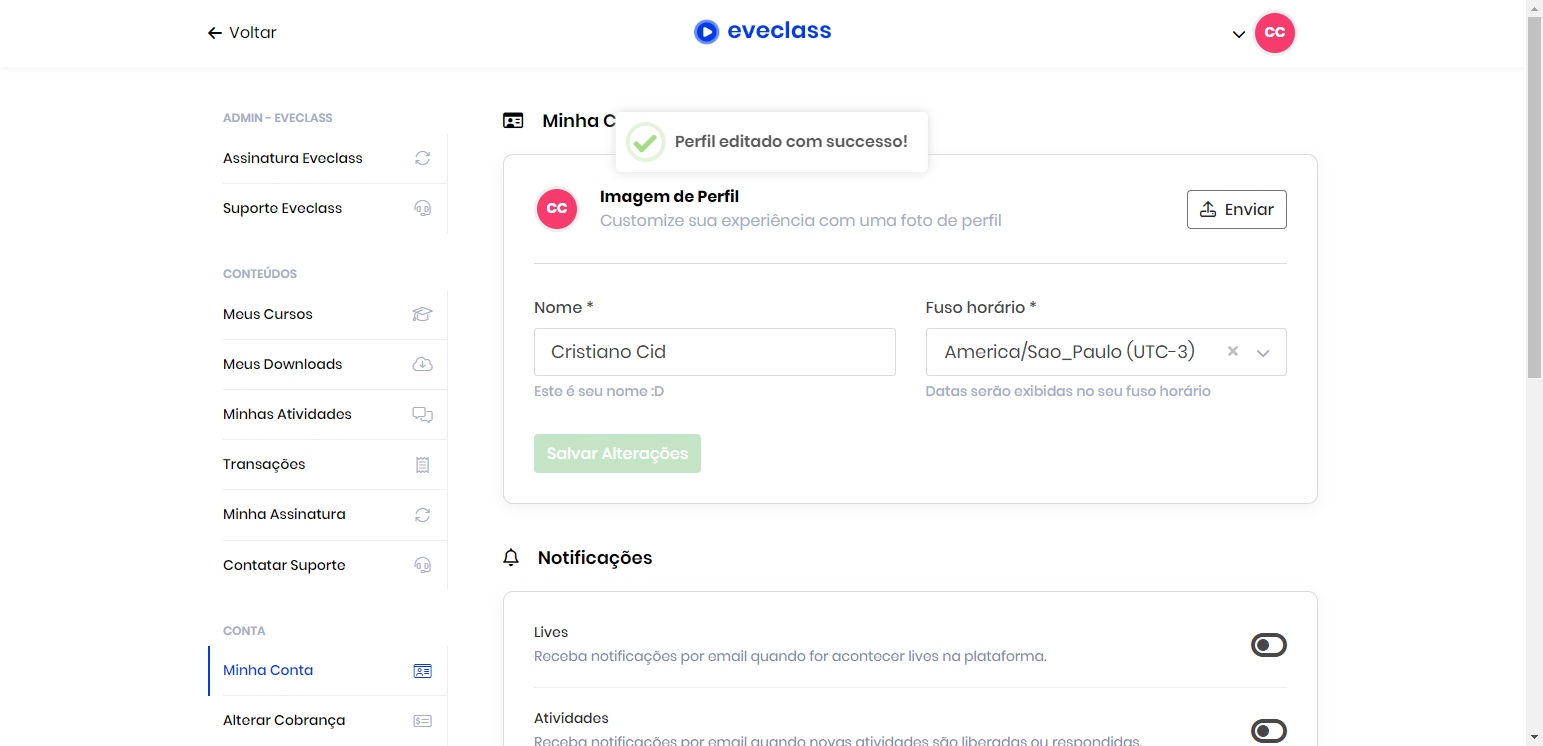 Voltar
eveclass
CC
ADMIN - EVECLASS
Assinatura Eveclass
Suporte Eveclass
CONTEÚDOS
Meus Cursos
Meus Downloads
Minhas Atividades
Transações
Minha Assinatura
Contatar Suporte
CONTA
Minha Conta
Alterar Cobrança
Minha C
Perfil editado com successo!
CC
Imagem de Perfil
Customize sua experiência com uma foto de perfil
Enviar
Nome *
Cristiano Cid
Este é seu nome :D
Fuso horário *
America/Sao_Paulo (UTC-3)
Datas serão exibidas no seu fuso horário
Salvar Alterações
Notificações
Lives
Receba notificações por email quando for acontecer lives na plataforma.
Atividades
Receba notificações por email quando novas atividades são liberadas ou respondidas.